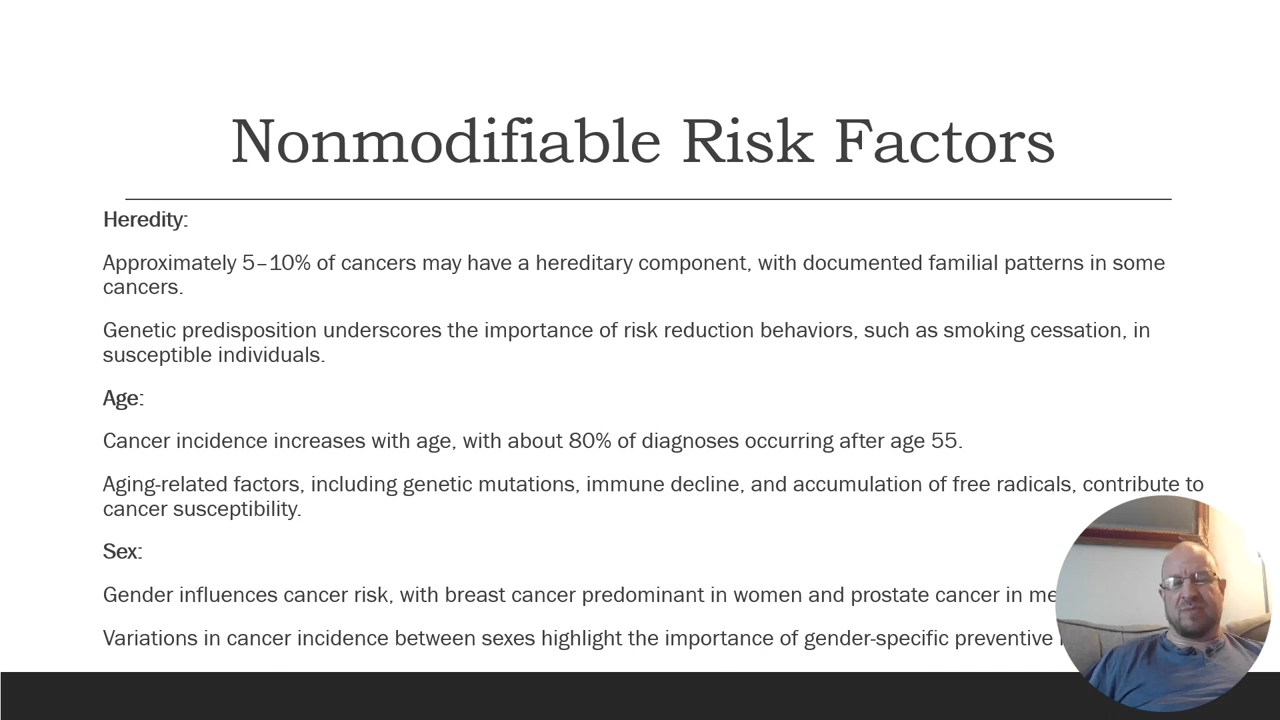 Nonmodifiable Risk Factors
Heredity:
Approximately 5–10% of cancers may have a hereditary component, with documented familial patterns in some
cancers.
Genetic predisposition underscores the importance of risk reduction behaviors, such as smoking cessation, in
susceptible individuals.
Age:
Cancer incidence increases with age, with about 80% of diagnoses occurring after age 55.
Aging-related factors, including genetic mutations, immune decline, and accumulation of free radicals, contribute to
cancer susceptibility.
Sex:
Gender influences cancer risk, with breast cancer predominant in women and prostate cancer in
Variations in cancer incidence between sexes highlight the importance of gender-specific preventive